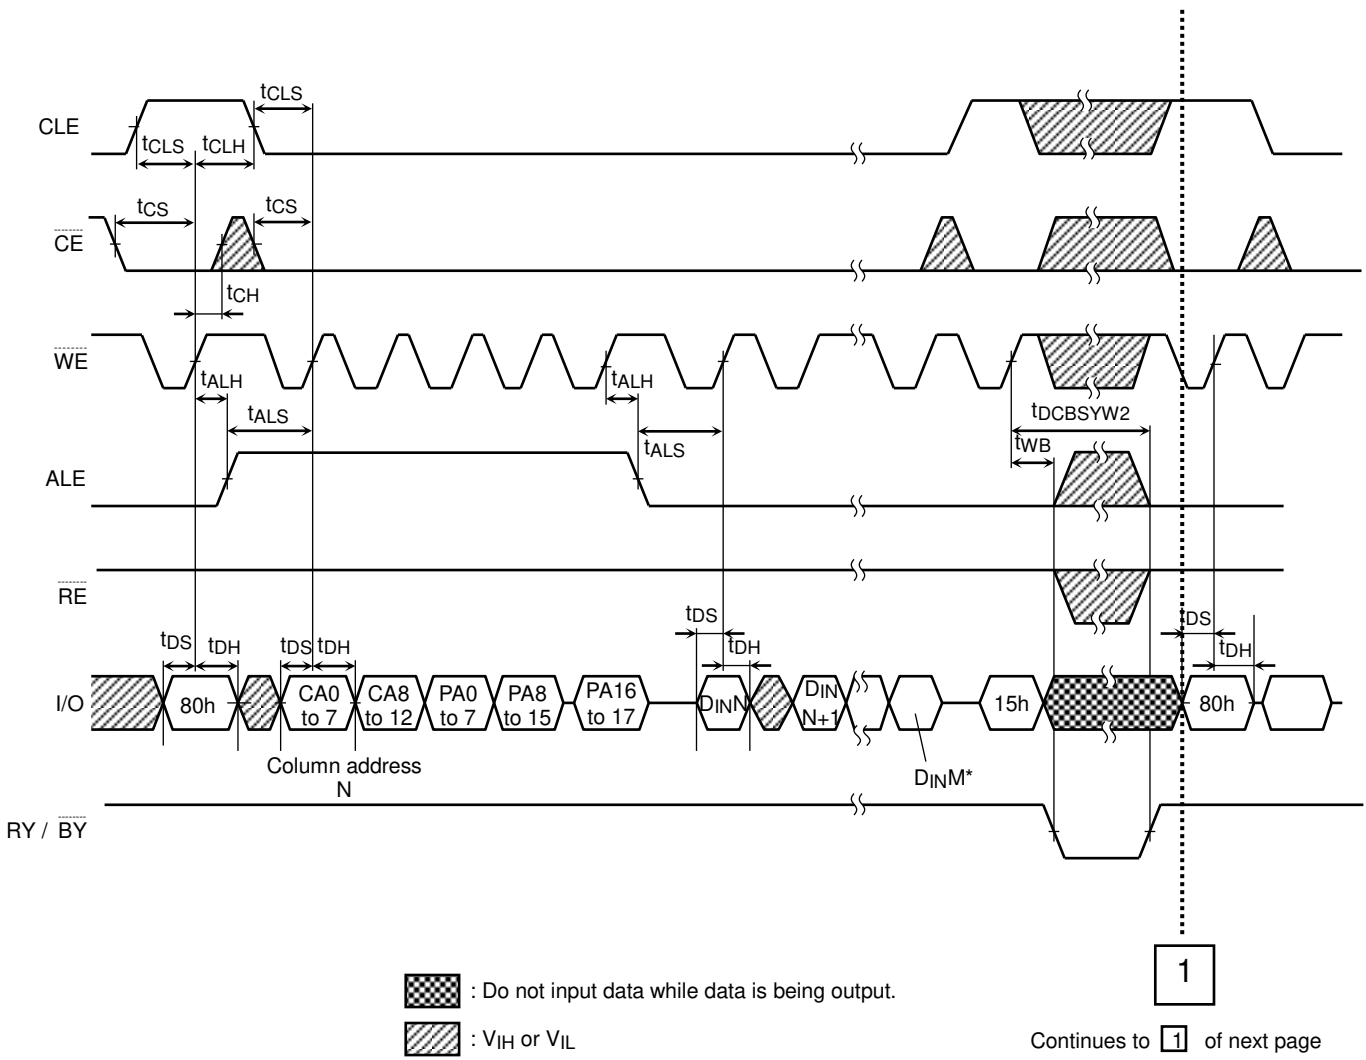 tCLS
CLE
tCLS tCLH
tCS tCS
CE
tCH
WE
tALH tALH
tALS tDCBSYW2
tALS tWB
ALE
RE
tDS tDS
tDH tDH
tDS tDH tDS tDH
I/O 80h CA0 to 7 CA8 to 12 PA0 to 7 PA8 to 15 PA16 to 17 DINN DIN N+1 15h 80h
Column address
N
DINM*
RY / BY
1
: Do not input data while data is being output.
: VIH or VIL
Continues to 1 of next page